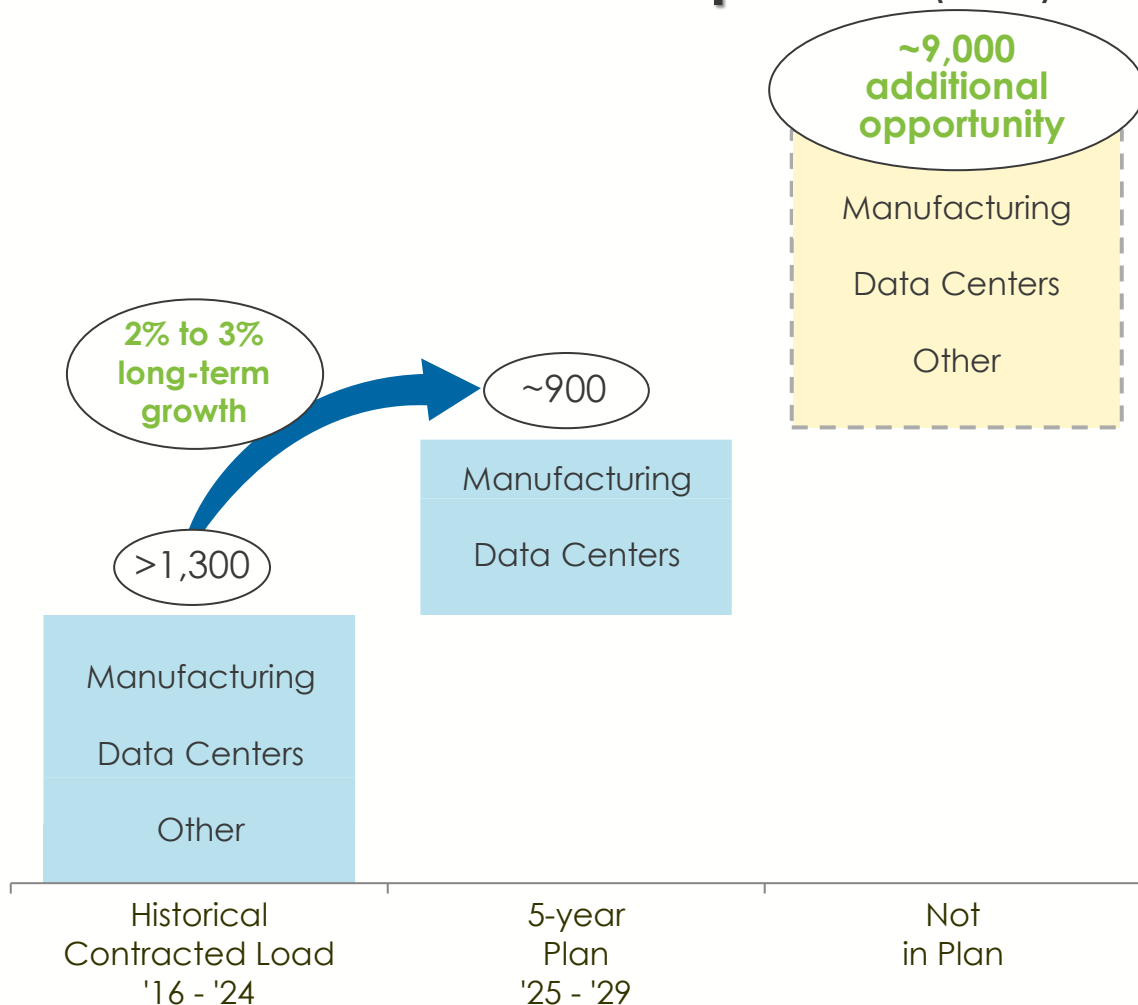 ~9,000
additional
opportunity
Manufacturing
Data Centers
Other
2% to 3%
long-term
growth
~900
Manufacturing
Data Centers
>1,300
Manufacturing
Data Centers
Other
Historical
Contracted Load
'16 - '24
5-year
Plan
'25 - '29
Not
in Plan